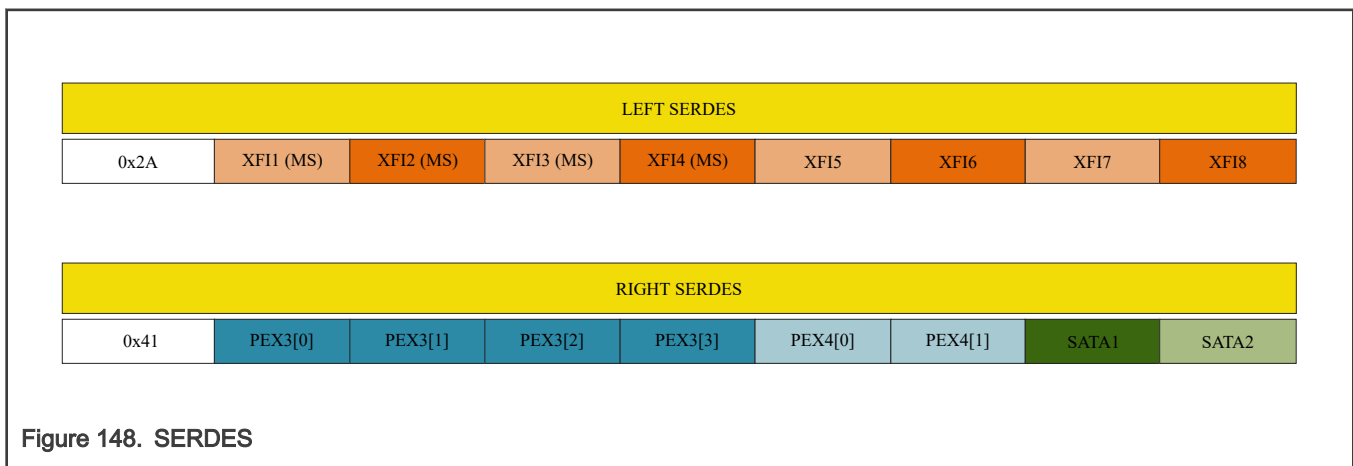 LEFT SERDES
0x2A XFI1 (MS) XFI2 (MS) XFI3 (MS) XFI4 (MS) XFI5 XFI6 XFI7 XFI8
RIGHT SERDES
0x41 PEX3[0] PEX3[1] PEX3[2] PEX3[3] PEX4[0] PEX4[1] SATA1 SATA2
Figure 148. SERDES